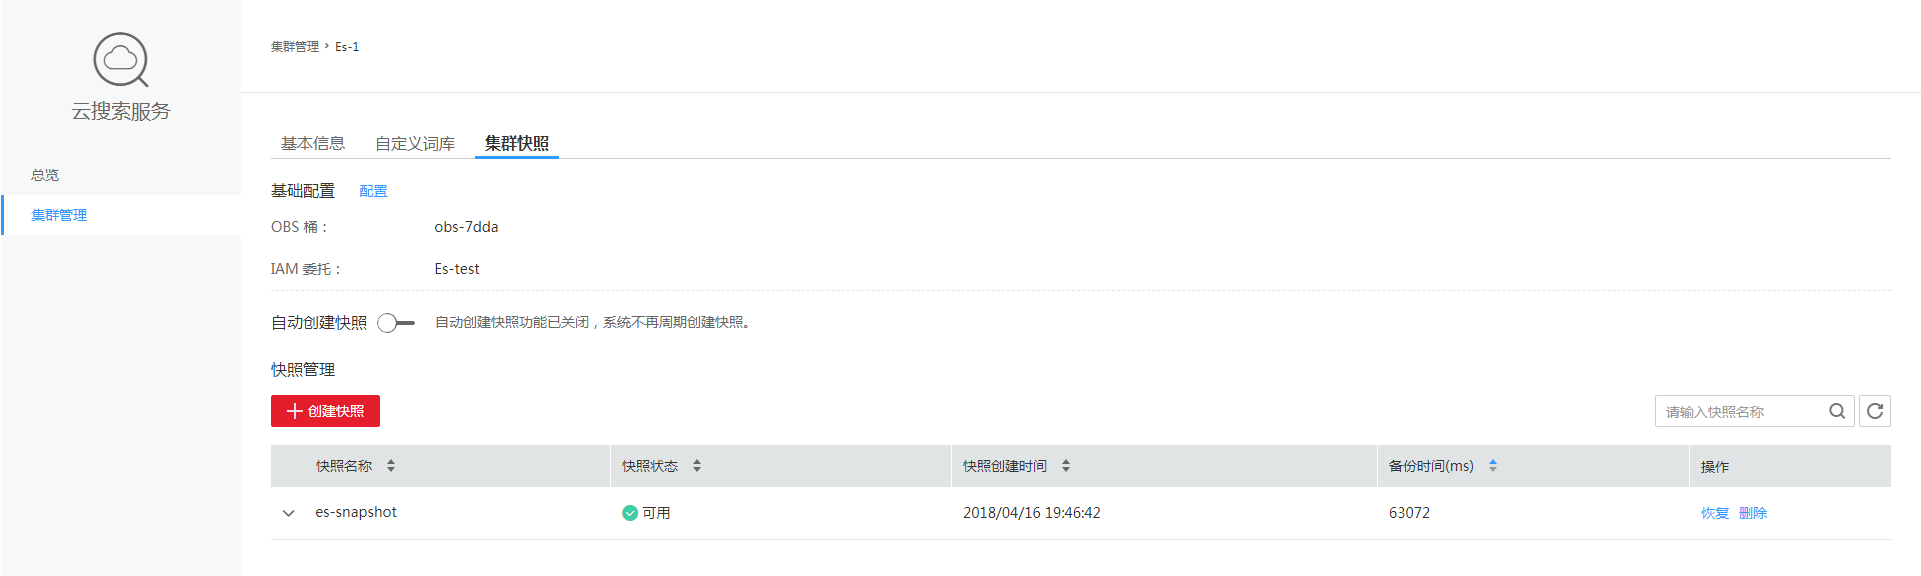 云搜索服务
总览
集群管理
集群管理 > Es-1
基本信息 自定义词库 集群快照
基础配置 配置
OBS 桶： obs-7dda
IAM 委托： Es-test
自动创建快照 自动创建快照功能已关闭，系统不再周期创建快照。
快照管理
创建快照 请输入快照名称
快照名称 快照状态 快照创建时间 备份时间(ms) 操作
es-snapshot 可用 2018/04/16 19:46:42 63072 恢复 删除